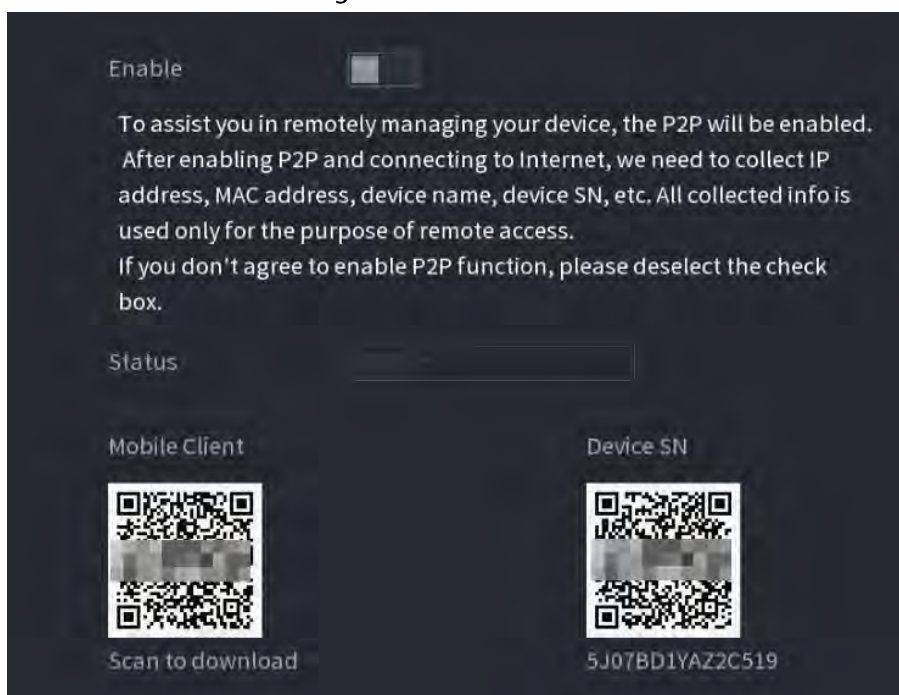 Enable
To assist you in remotely managing your device, the P2P will be enabled.
After enabling P2P and connecting to Internet, we need to collect IP
address, MAC address, device name, device SN, etc. All collected info is
used only for the purpose of remote access.
If you don't agree to enable P2P function, please deselect the check
box.
Status
Mobile Client
Device SN
Scan to download
5J07BD1YAZ2C519